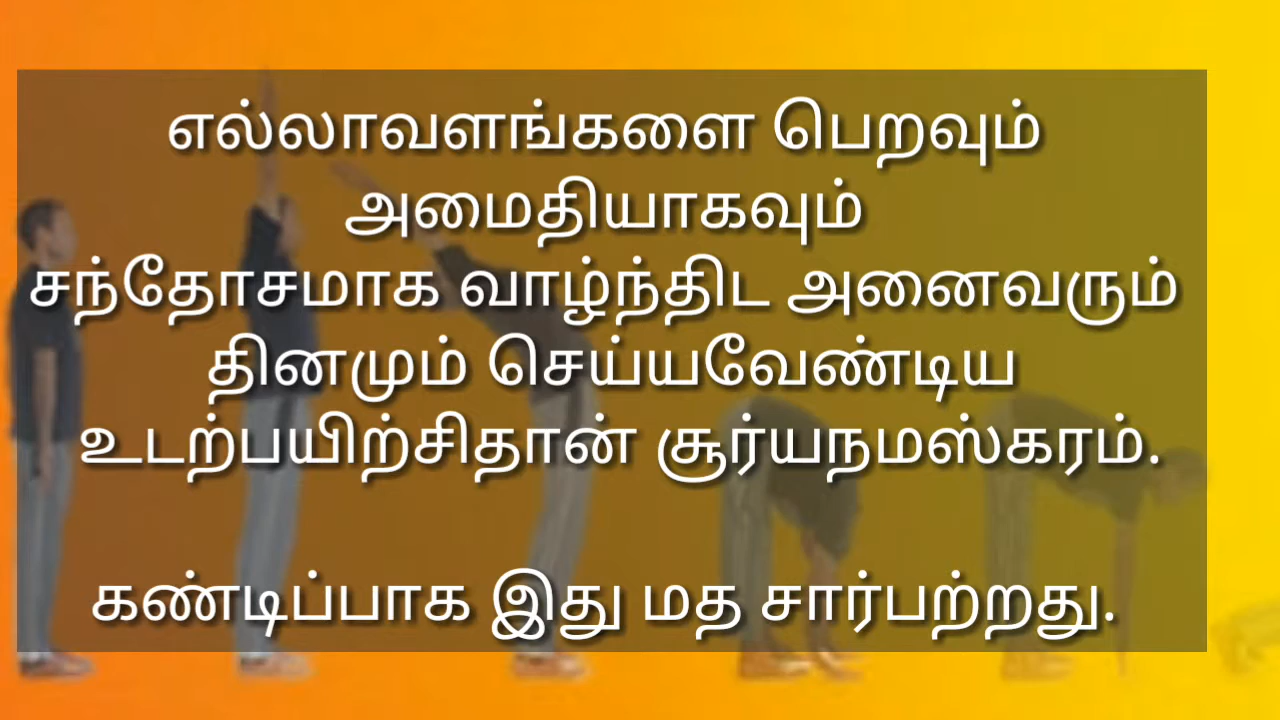 எல்லாவளங்களை பெறவும்
அமைதியாகவும்
சந்தோசமாக வாழ்ந்திட அனைவரும்
தினமும் செய்யவேண்டிய
உடற்பயிற்சிதான் சூர்யநமஸ்கரம்.
கண்டிப்பாக இது மத சார்பற்றது.